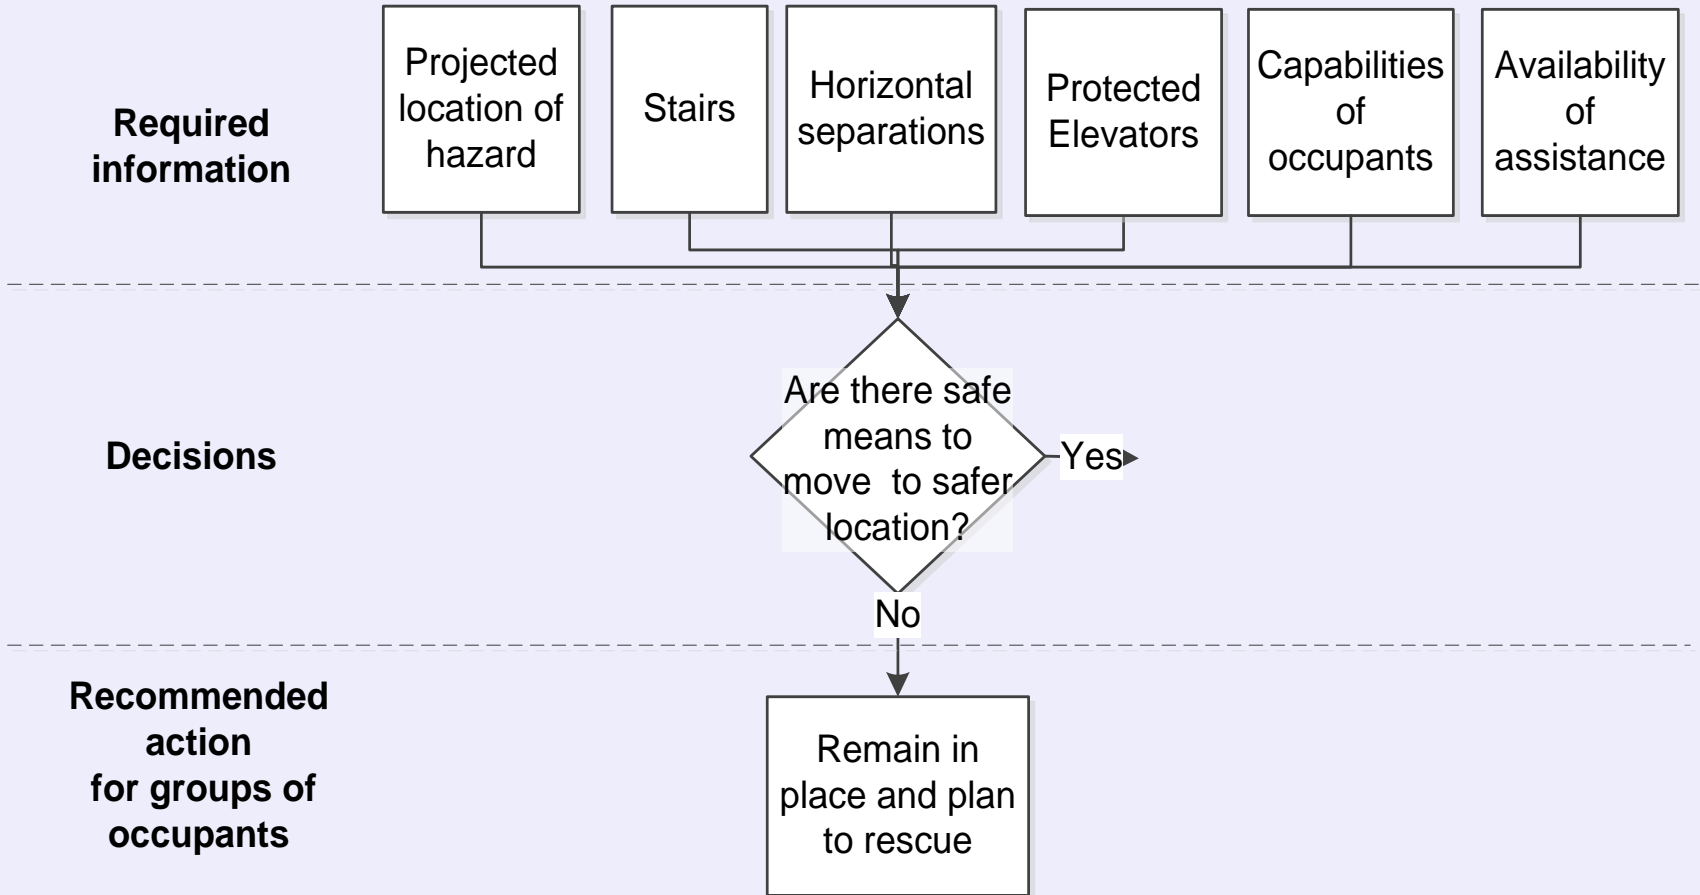 Required
information
Projected
location of
hazard
Stairs
Horizontal
separations
Protected
Elevators
Capabilities
of
occupants
Availability
of
assistance
Decisions
Are there safe
means to
move  to safer
location?
Yes
No
Recommended
action
for groups of
occupants
Remain in
place and plan
to rescue